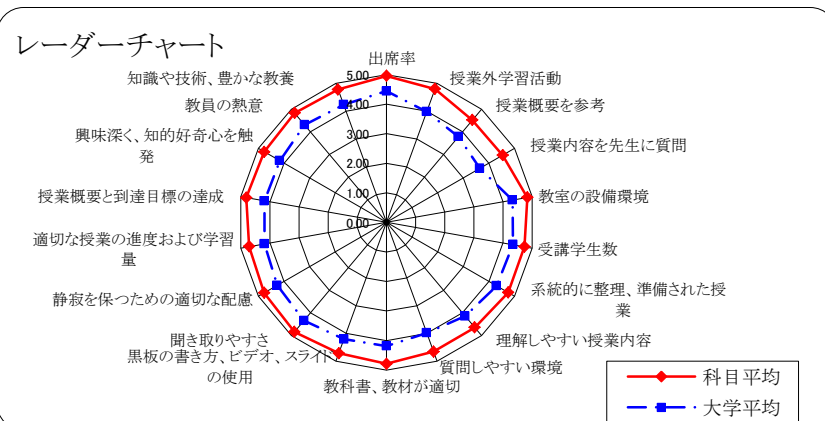 レーダーチャート
出席率
授業外学習活動
授業概要を参考
授業内容を先生に質問
教室の設備環境
受講学生数
系統的に整理、準備された授
業
理解しやすい授業内容
質問しやすい環境
教科書、教材が適切
黒板の書き方、ビデオ、スライド
の使用
聞き取りやすさ
静寂を保つための適切な配慮
適切な授業の進度および学習
量
授業概要と到達目標の達成
興味深く、知的好奇心を触
発
教員の熱意
知識や技術、豊かな教養
5.00
4.00
3.00
2.00
1.00
0.00
科目平均
大学平均